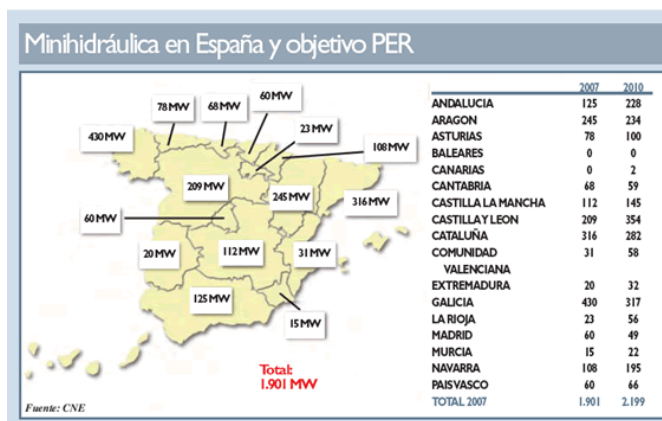 Minihidráulica en España y objetivo PER
60 MW
78 MW
68 MW
23 MW
430 MW
108 MW
209 MW
245 MW
316 MW
60 MW
20 MW
112 MW
31 MW
125 MW
15 MW
Total:
1.901 MW
Fuente: CNE
2007 2010
ANDALUCIA 125 228
ARAGON 245 234
ASTURIAS 78 100
BALEARES 0 0
CANARIAS 0 2
CANTABRIA 68 59
CASTILLA LA MANCHA 112 145
CASTILLA Y LEON 209 354
CATALUÑA 316 282
COMUNIDAD 31 58
VALENCIANA
EXTREMADURA 20 32
GALICIA 430 317
LA RIOJA 23 56
MADRID 60 49
MURCIA 15 22
NAVARRA 108 195
PAIS VASCO 60 66
TOTAL 2007 1.901 2.199